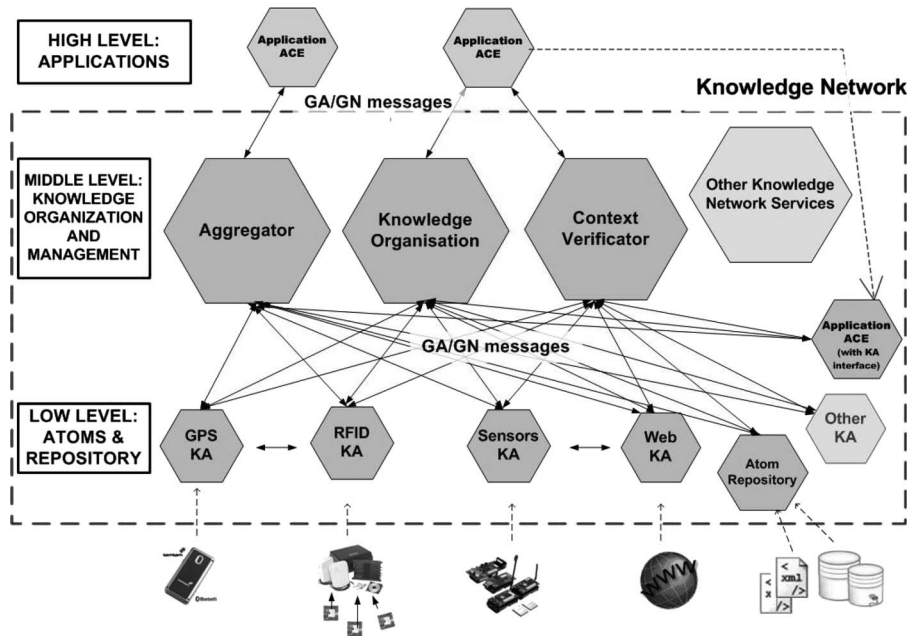 HIGH LEVEL:
APPLICATIONS
Application
ACE
Application
ACE
GA/GN messages
Knowledge Network
MIDDLE LEVEL:
KNOWLEDGE
ORGANIZATION
AND
MANAGEMENT
Aggregator
Knowledge
Organisation
Context
Verificator
Other Knowledge
Network Services
GA/GN messages
Application
ACE
(with KA
interface)
LOW LEVEL:
ATOMS &
REPOSITORY
GPS
KA
RFID
KA
Sensors
KA
Web
KA
Atom
Repository
Other
KA
Bluetooth
WWW
<
xml
/>
<
x
/>